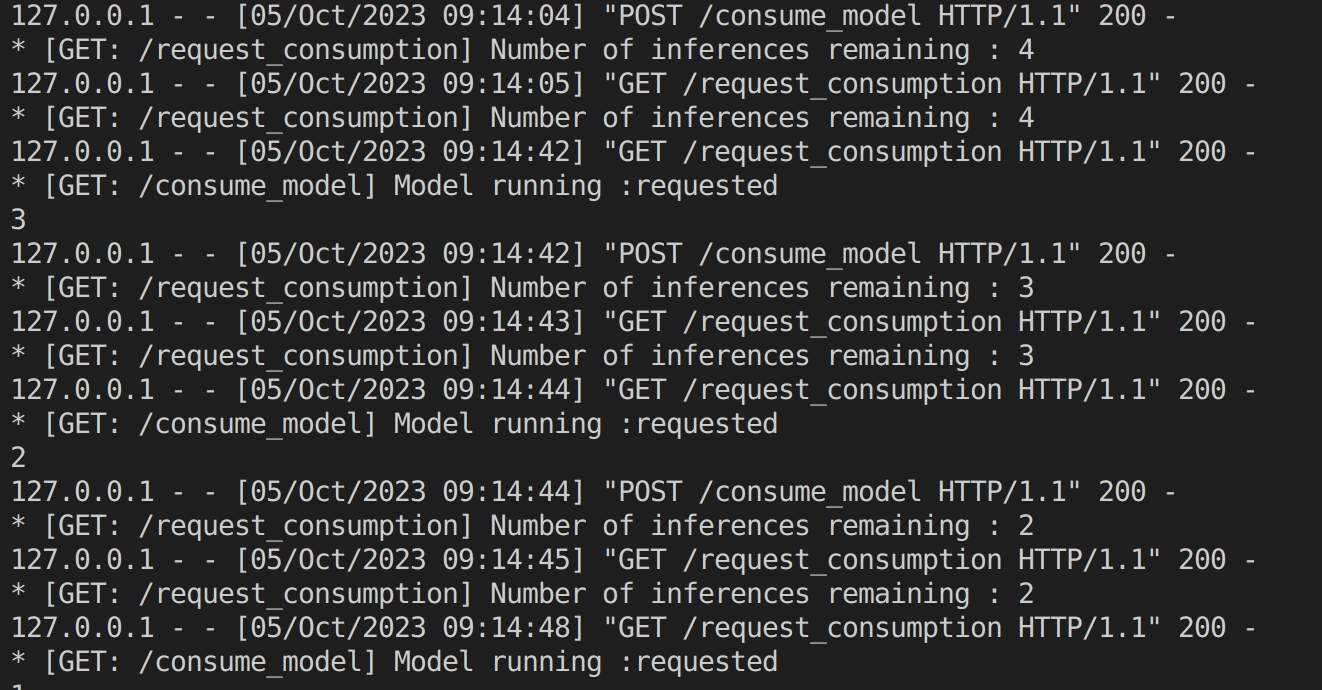 127.0.0.1 - - [05/Oct/2023 09:14:04] "POST /consume_model HTTP/1.1" 200 -
* [GET: /request_consumption] Number of inferences remaining : 4
127.0.0.1 - - [05/Oct/2023 09:14:05] "GET /request_consumption HTTP/1.1" 200 -
* [GET: /request_consumption] Number of inferences remaining : 4
127.0.0.1 - - [05/Oct/2023 09:14:42] "GET /request_consumption HTTP/1.1" 200 -
* [GET: /consume_model] Model running :requested
3
127.0.0.1 - - [05/Oct/2023 09:14:42] "POST /consume_model HTTP/1.1" 200 -
* [GET: /request_consumption] Number of inferences remaining : 3
127.0.0.1 - - [05/Oct/2023 09:14:43] "GET /request_consumption HTTP/1.1" 200 -
* [GET: /request_consumption] Number of inferences remaining : 3
127.0.0.1 - - [05/Oct/2023 09:14:44] "GET /request_consumption HTTP/1.1" 200 -
* [GET: /consume_model] Model running :requested
2
127.0.0.1 - - [05/Oct/2023 09:14:44] "POST /consume_model HTTP/1.1" 200 -
* [GET: /request_consumption] Number of inferences remaining : 2
127.0.0.1 - - [05/Oct/2023 09:14:45] "GET /request_consumption HTTP/1.1" 200 -
* [GET: /request_consumption] Number of inferences remaining : 2
127.0.0.1 - - [05/Oct/2023 09:14:48] "GET /request_consumption HTTP/1.1" 200 -
* [GET: /consume_model] Model running :requested